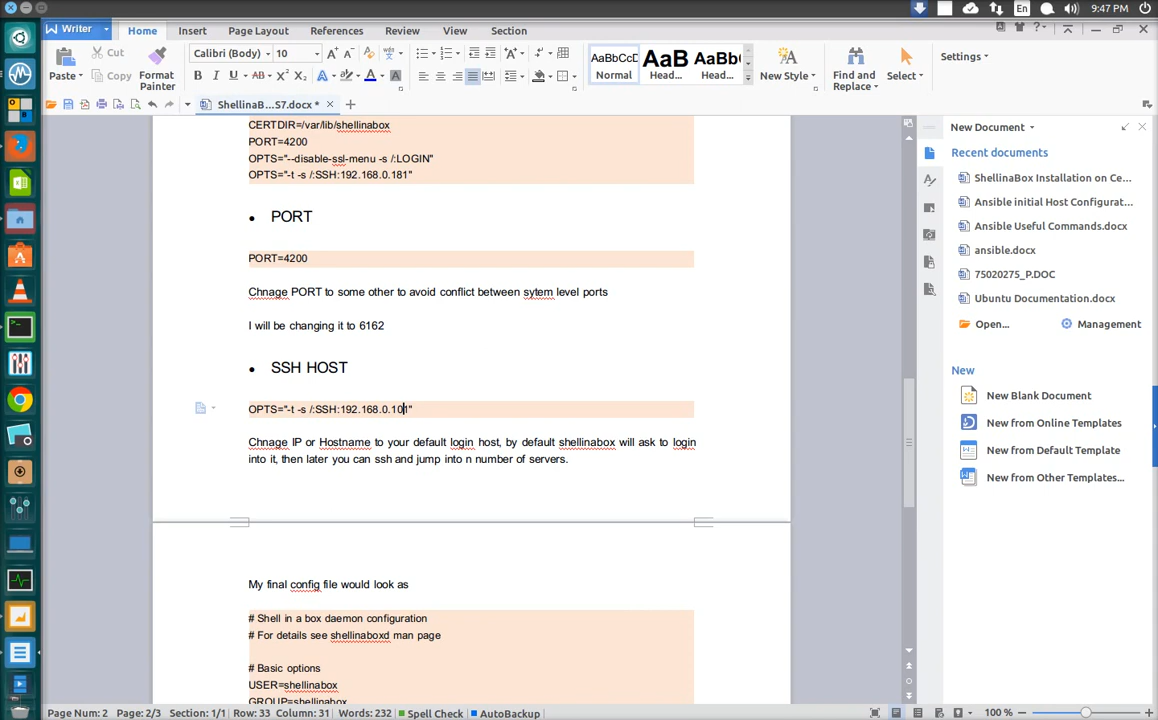 En
9:47 PM
Writer
Home
Insert
Page Layout
References
Review
View
Section
Paste
Cut
Copy
Format
Painter
Calibri (Body)
10
B I U AB X² X₂
A
AaBbCcD
Normal
AaB
Head...
AaBb(
Head...
New Style
Find and
Replace
Select
Settings
ShellinaB...S7.docx *
CERTDIR=/var/lib/shellinabox
PORT=4200
OPTS="--disable-ssl-menu -s /:LOGIN"
OPTS="-t -s /:SSH:192.168.0.181"
• PORT
PORT=4200
Chnage PORT to some other to avoid conflict between sytem level ports
I will be changing it to 6162
• SSH HOST
OPTS="-t -s /:SSH:192.168.0.101"
Chnage IP or Hostname to your default login host, by default shellinabox will ask to login
into it, then later you can ssh and jump into n number of servers.
My final config file would look as
# Shell in a box daemon configuration
# For details see shellinaboxd man page
# Basic options
USER=shellinabox
GROUP=shellinabox
New Document
Recent documents
ShellinaBox Installation on Ce...
Ansible initial Host Configurat...
Ansible Useful Commands.docx
ansible.docx
75020275_P.DOC
Ubuntu Documentation.docx
Open...
Management
New
New Blank Document
New from Online Templates
New from Default Template
New from Other Templates...
Page Num: 2 Page: 2/3 Section: 1/1 Row: 33 Column: 31 Words: 232 Spell Check AutoBackup
100 %